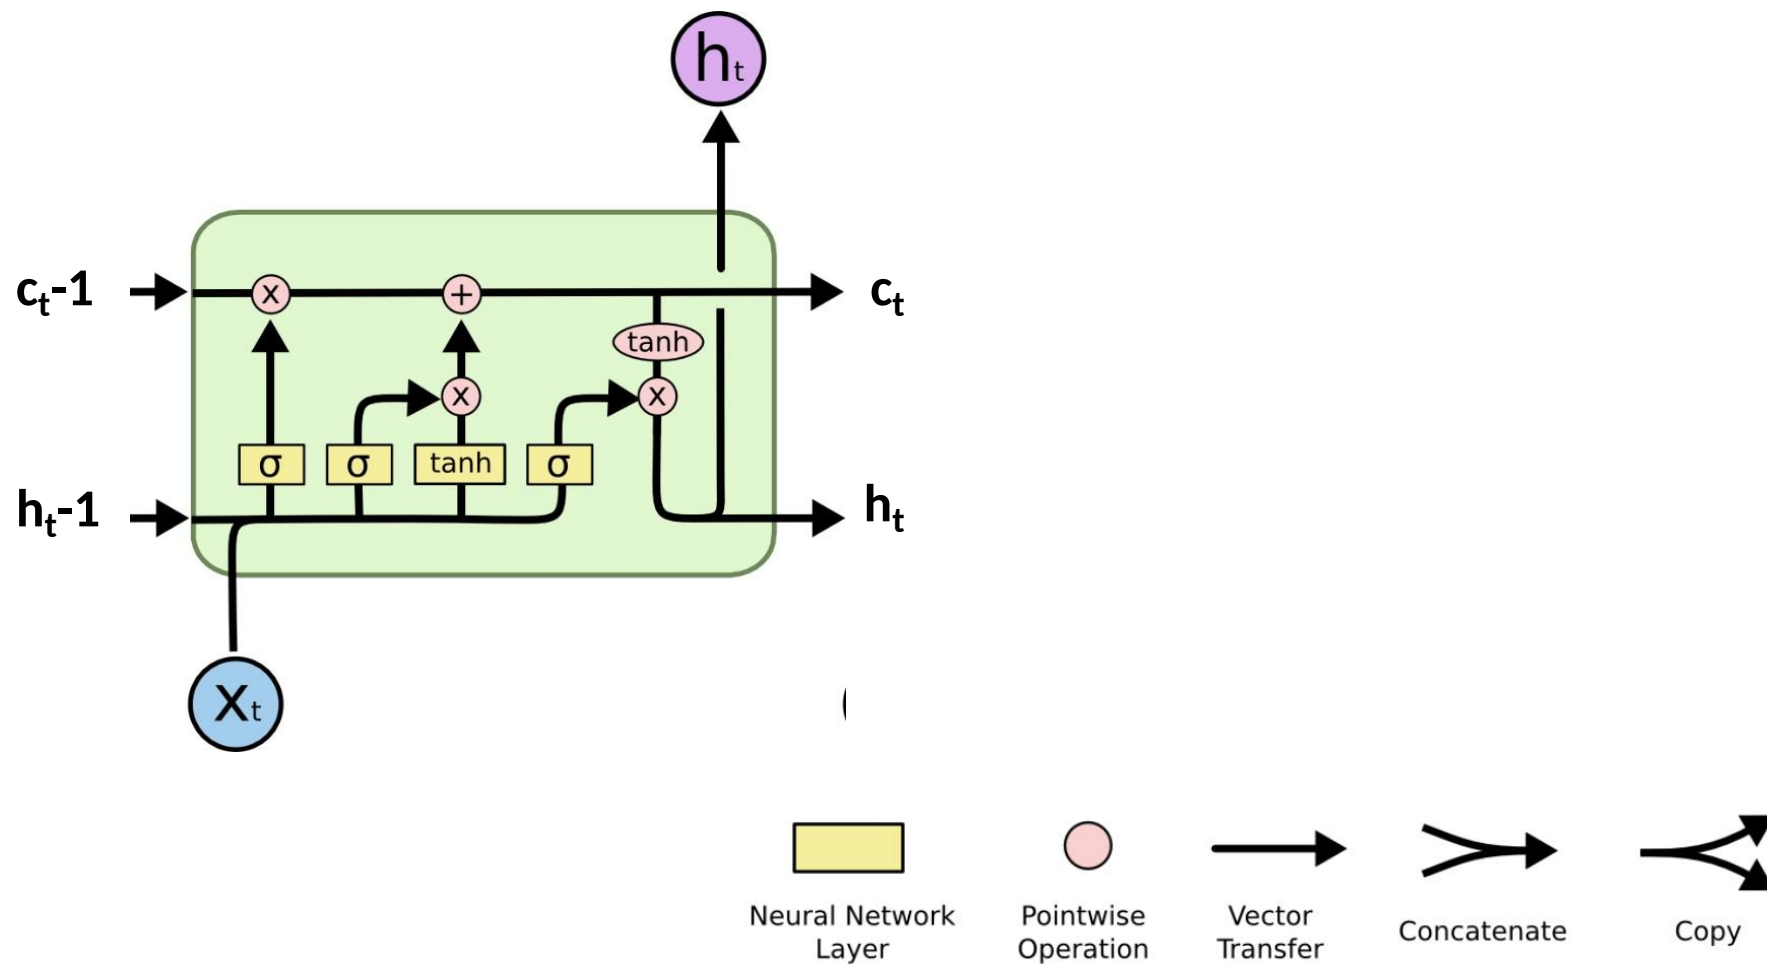 hₜ
cₜ-1
x
+
cₜ
tanh
x
x
σ
σ
tanh
σ
hₜ-1
hₜ
Xₜ
Neural Network
Layer
Pointwise
Operation
Vector
Transfer
Concatenate
Copy